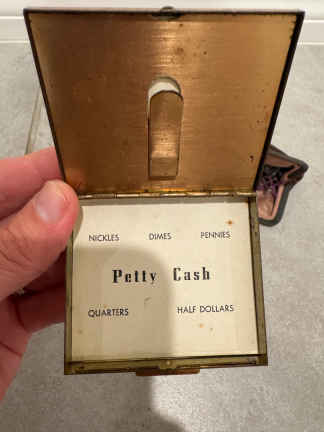 NICKLES DIMES PENNIES
Petty Cash
QUARTERS HALF DOLLARS